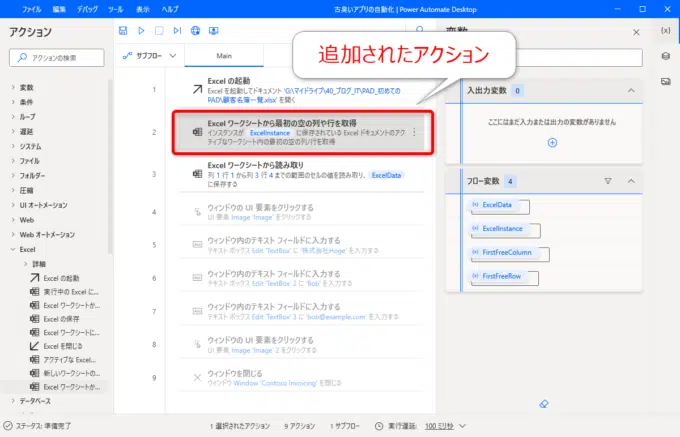 ファイル 編集 デバッグ ツール 表示 ヘルプ 古臭いアプリの自動化 | Power Automate Desktop
アクション
アクションの検索
変数
条件
ループ
遅延
システム
ファイル
フォルダー
圧縮
UI オートメーション
Web
Web オートメーション
Excel
詳細
Excel の起動
実行中の Excel に...
Excel ワークシートか...
Excel の保存
Excel ワークシートに...
Excel を閉じる
アクティブな Excel...
新しいワークシートの...
Excel ワークシートか...
データベース
サブフロー
Main
追加されたアクション
1
Excel の起動
Excel を起動してドキュメント 'G:\マイドライブ\40_ブログ_IT\PAD_初めての
PAD\顧客名簿一覧.xlsx' を開く
2
Excel ワークシートから最初の空の列や行を取得
インスタンスが ExcelInstance に保存されている Excel ドキュメントのアク
ティブなワークシート内の最初の空の列/行を取得
3
Excel ワークシートから読み取り
列 1 行 1 から列 3 行 4 までの範囲のセルの値を読み取り、 ExcelData
に保存する
4
ウィンドウの UI 要素をクリックする
UI 要素 Image 'Image' をクリックする
5
ウィンドウ内のテキスト フィールドに入力する
テキスト ボックス Edit 'TextBox' に '株式会社Hoge' を入力する
6
ウィンドウ内のテキスト フィールドに入力する
テキスト ボックス Edit 'TextBox' 2 に 'Bob' を入力する
7
ウィンドウ内のテキスト フィールドに入力する
テキスト ボックス Edit 'TextBox' 3 に 'bob@example.com' を入力する
8
ウィンドウの UI 要素をクリックする
UI 要素 Image 'Image' 2 をクリックする
9
ウィンドウを閉じる
ウィンドウ Window 'Contoso Invoicing' を閉じる
変数
{x}
入出力変数 0
ここにはまだ入力または出力の変数がありません
フロー変数 4
(x) ExcelData
(x) ExcelInstance
(x) FirstFreeColumn
(x) FirstFreeRow
ステータス: 準備完了 1 選択されたアクション 9 アクション 1 サブフロー 実行遅延: 100 ミリ秒